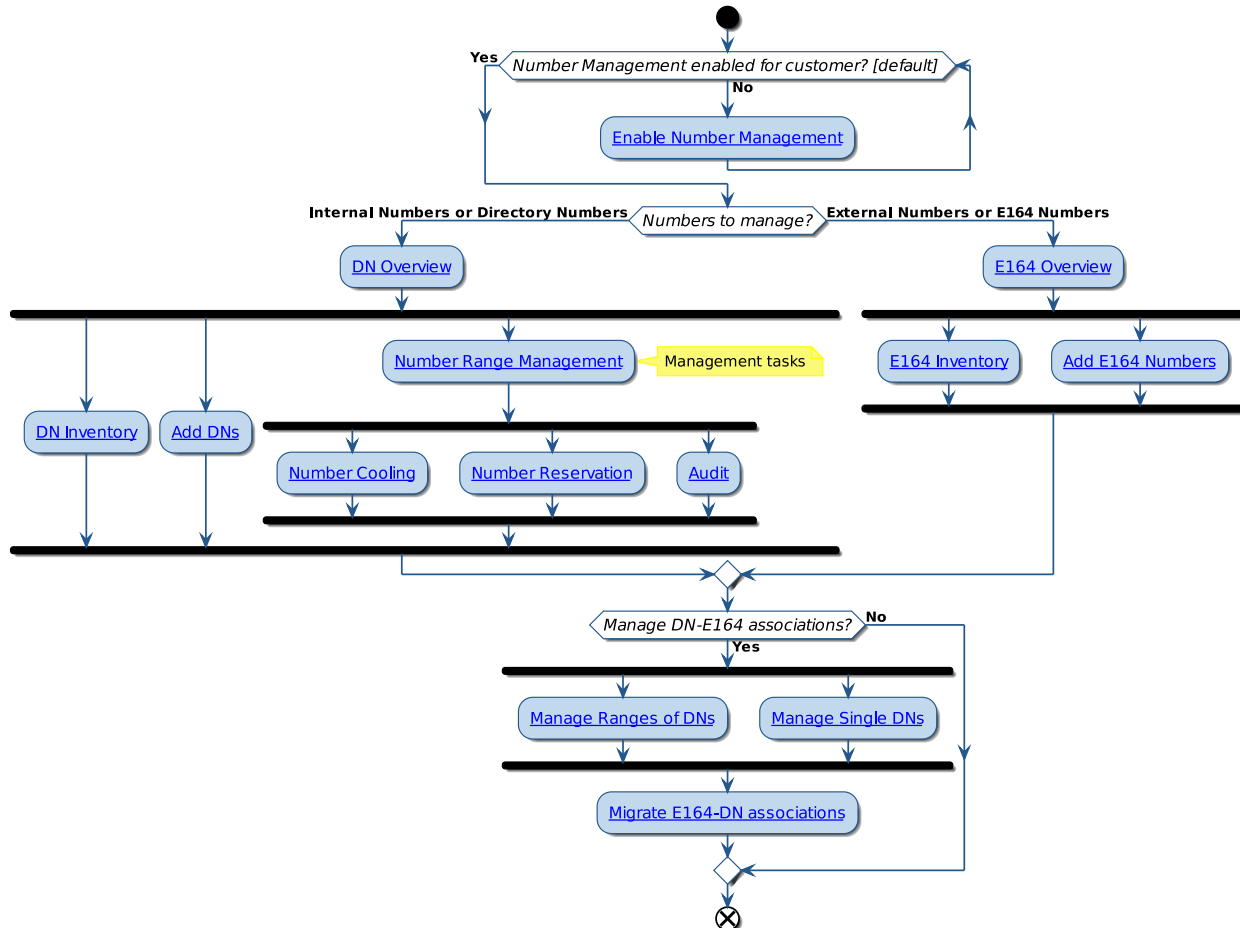 Yes
Number Management enabled for customer? [default]
No
Enable Number Management
Internal Numbers or Directory Numbers
Numbers to manage?
External Numbers or E164 Numbers
DN Overview
E164 Overview
Number Range Management
Management tasks
E164 Inventory
Add E164 Numbers
DN Inventory
Add DNs
Number Cooling
Number Reservation
Audit
Manage DN-E164 associations?
No
Yes
Manage Ranges of DNs
Manage Single DNs
Migrate E164-DN associations